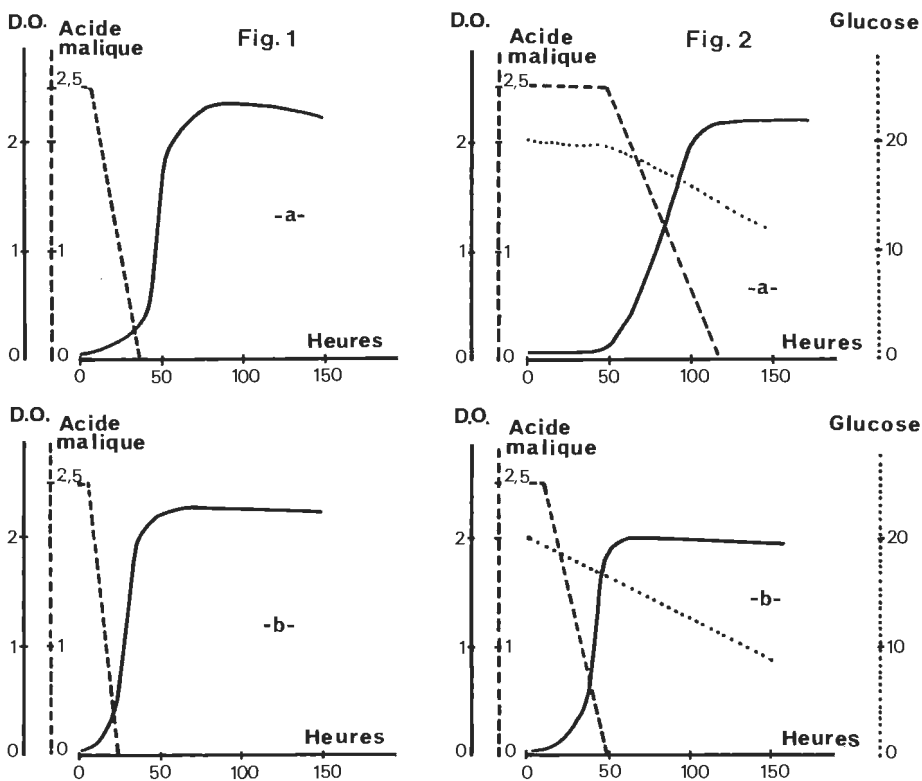 D.O.
Acide
malique
Fig. 1
2,5
2
1
1
0
0
-a-
Heures
0
50
100
150
D.O.
Acide
malique
Fig. 2
Glucose
2,5
2
20
1
1
10
0
0
0
-a-
Heures
0
50
100
150
D.O.
Acide
malique
2,5
2
1
1
0
0
-b-
Heures
0
50
100
150
D.O.
Acide
malique
Glucose
2,5
2
20
1
1
10
0
0
0
-b-
Heures
0
50
100
150